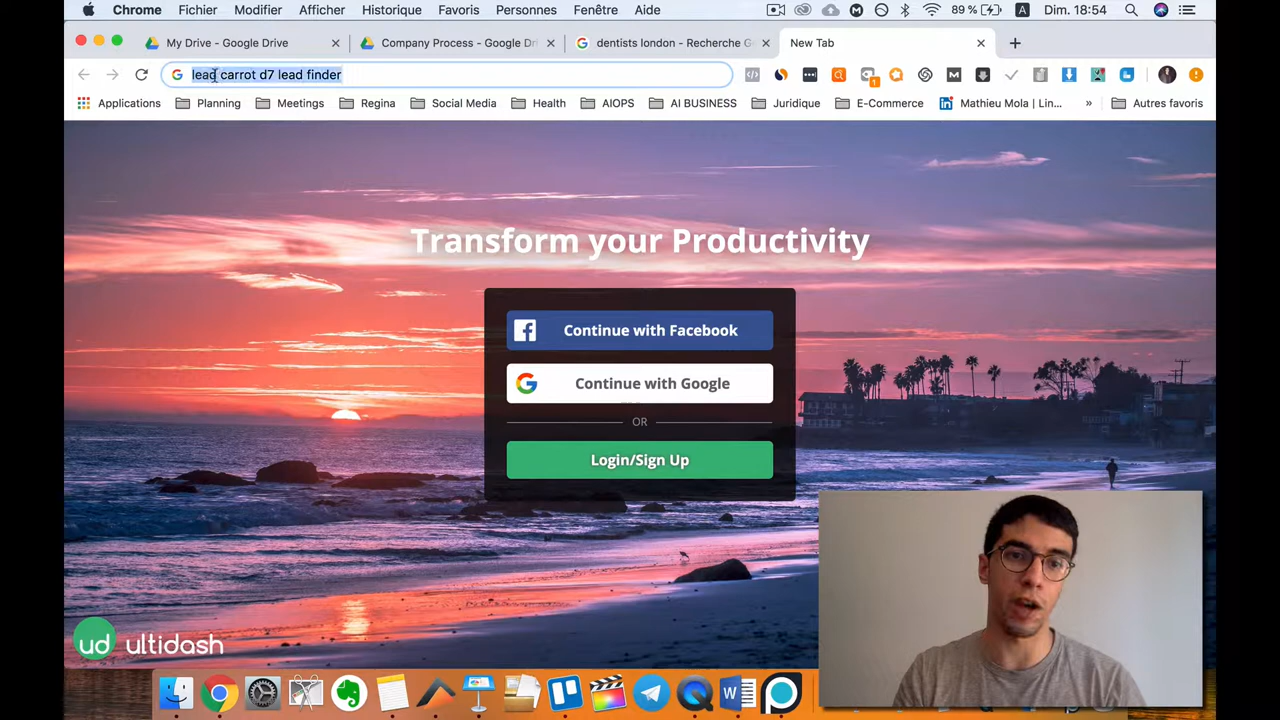 Chrome Fichier Modifier Afficher Historique Favoris Personnes Fenêtre Aide 89 % A Dim. 18:54
My Drive - Google Drive
Company Process - Google Dri
dentists london - Recherche G
New Tab
lead carrot d7 lead finder
1
Applications Planning Meetings Regina Social Media Health AIOPS AI BUSINESS Juridique E-Commerce Mathieu Mola | Lin... » Autres favoris
Transform your Productivity
Continue with Facebook
Continue with Google
OR
Login/Sign Up
ud ultidash